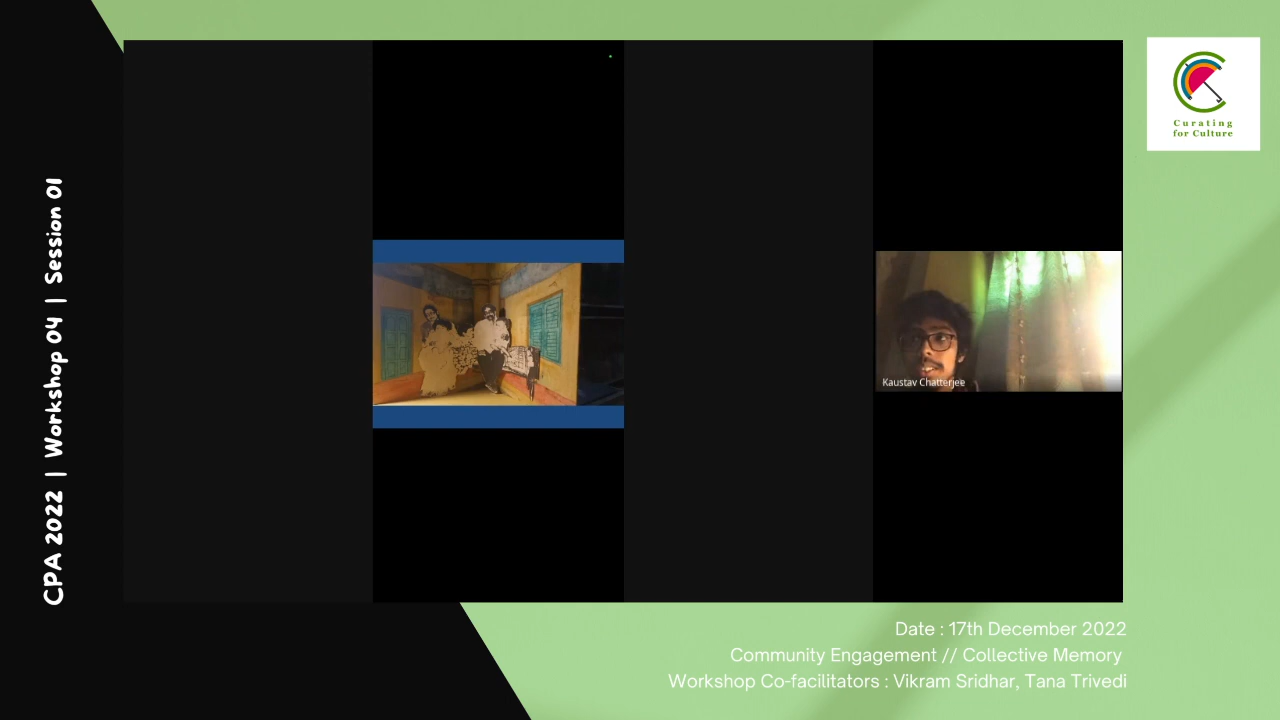 CPA 2022 | Workshop 04 | Session 01
Curating
for Culture
Kaustav Chatterjee
Date : 17th December 2022
Community Engagement // Collective Memory
Workshop Co-facilitators : Vikram Sridhar, Tana Trivedi